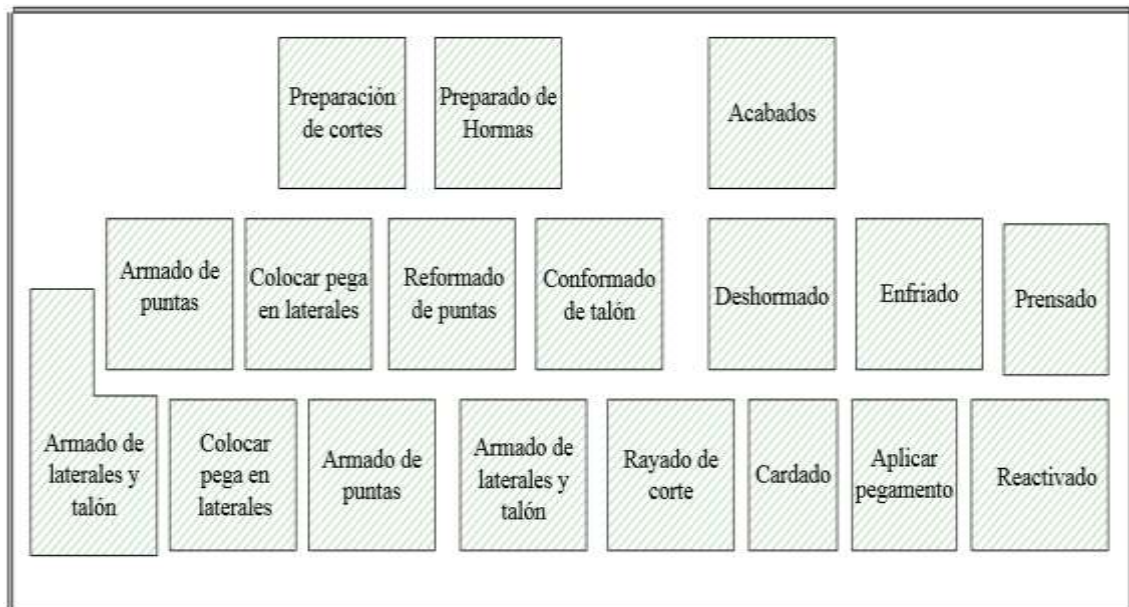 Preparación
de cortes
Preparado de
Hormas
Acabados
Armado de
puntas
Colocar pega
en laterales
Reformado
de puntas
Conformado
de talón
Deshormado
Enfriado
Prensado
Armado de
laterales y
talón
Colocar
pega en
laterales
Armado de
puntas
Armado de
laterales y
talón
Rayado de
corte
Cardado
Aplicar
pegamento
Reactivado